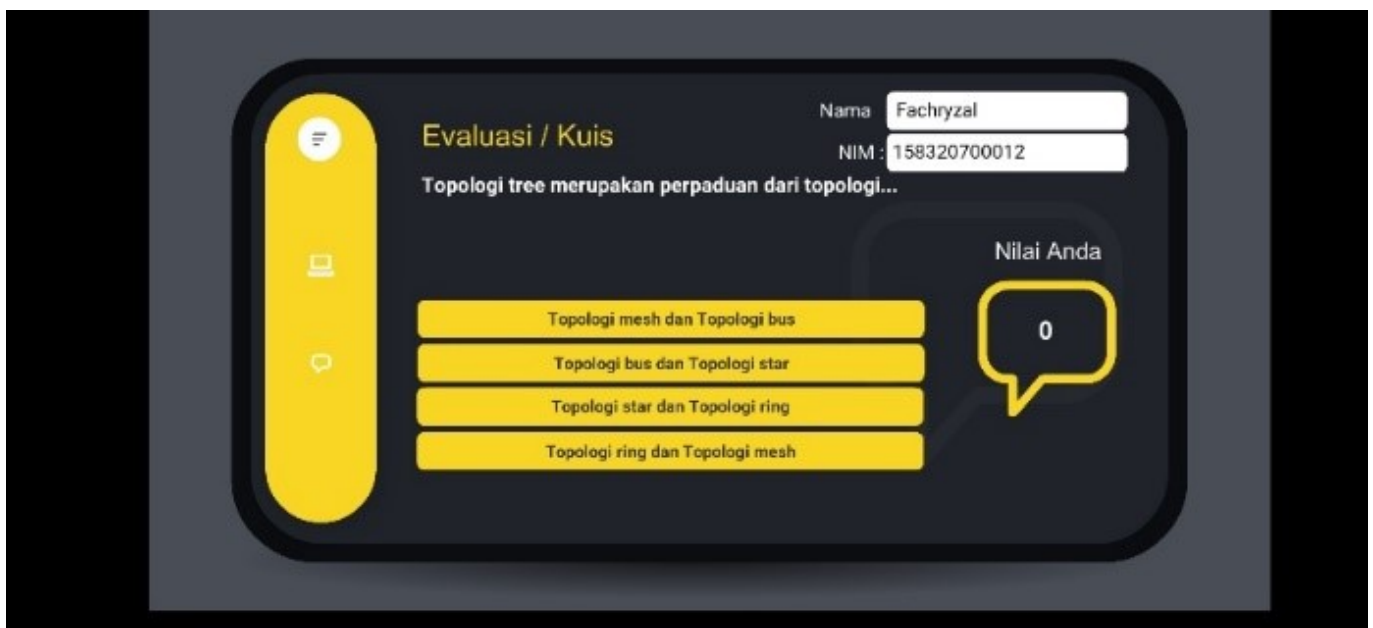 Nama Fachryzal
Evaluasi / Kuis
NIM : 158320700012
Topologi tree merupakan perpaduan dari topologi...
Nilai Anda
Topologi mesh dan Topologi bus
0
Topologi bus dan Topologi star
Topologi star dan Topologi ring
Topologi ring dan Topologi mesh